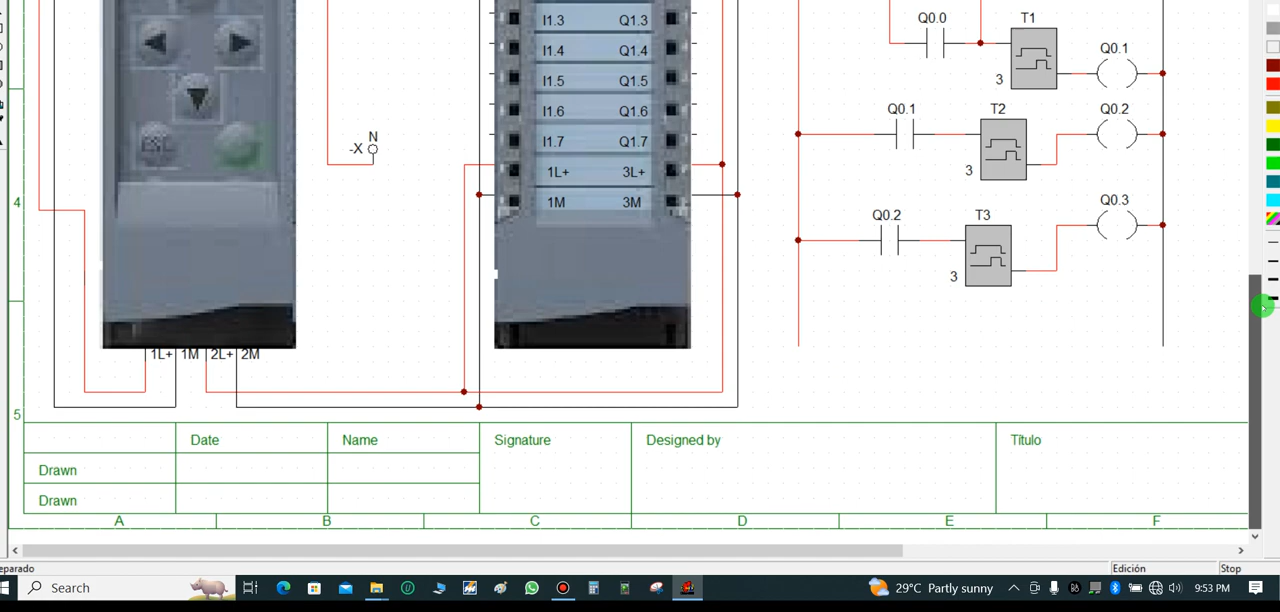 I1.3 Q1.3
I1.4 Q1.4
I1.5 Q1.5
I1.6 Q1.6
I1.7 Q1.7
1L+ 3L+
1M 3M
N
-X
Q0.0 T1
3
Q0.1
Q0.1 T2
3
Q0.2
Q0.2 T3
3
Q0.3
4
1L+ 1M 2L+ 2M
5
Date Name Signature Designed by Título
Drawn
Drawn
A B C D E F
eparado Edición Stop
Search 29°C Partly sunny 9:53 PM